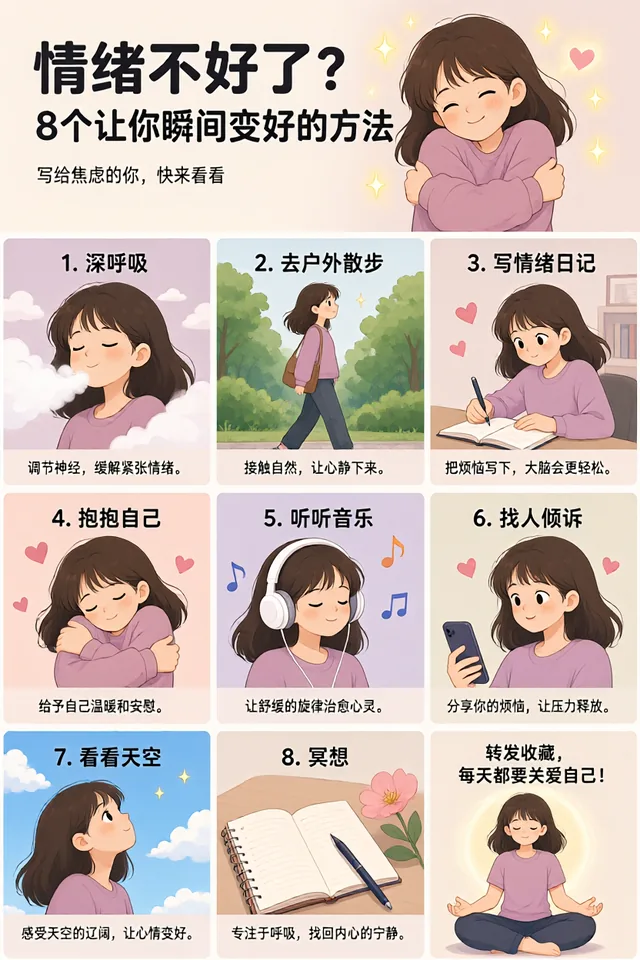 情绪不好了？
8个让你瞬间变好的方法
写给焦虑的你，快来看看
1. 深呼吸
调节神经，缓解紧张情绪。
2. 去户外散步
接触自然，让心静下来。
3. 写情绪日记
把烦恼写下，大脑会更轻松。
4. 抱抱自己
给予自己温暖和安慰。
5. 听听音乐
让舒缓的旋律治愈心灵。
6. 找人倾诉
分享你的烦恼，让压力释放。
7. 看看天空
感受天空的辽阔，让心情变好。
8. 冥想
专注于呼吸，找回内心的宁静。
转发收藏，
每天都要关爱自己！